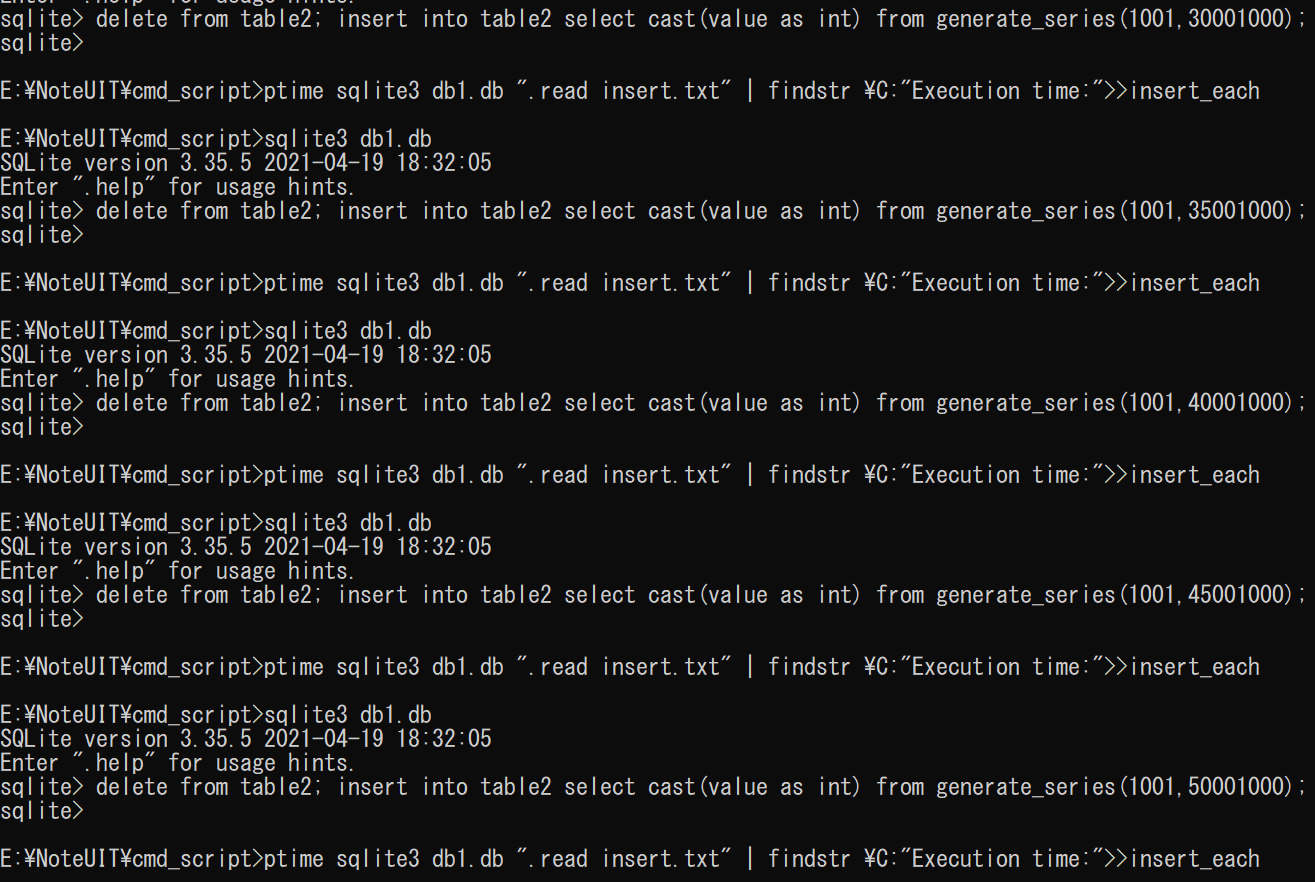 Enter ".help" for usage hints.
sqlite> delete from table2; insert into table2 select cast(value as int) from generate_series(1001,30001000);
sqlite>
E:¥NoteUIT¥cmd_script>ptime sqlite3 db1.db ".read insert.txt" | findstr ¥C:"Execution time:">>insert_each
E:¥NoteUIT¥cmd_script>sqlite3 db1.db
SQLite version 3.35.5 2021-04-19 18:32:05
Enter ".help" for usage hints.
sqlite> delete from table2; insert into table2 select cast(value as int) from generate_series(1001,35001000);
sqlite>
E:¥NoteUIT¥cmd_script>ptime sqlite3 db1.db ".read insert.txt" | findstr ¥C:"Execution time:">>insert_each
E:¥NoteUIT¥cmd_script>sqlite3 db1.db
SQLite version 3.35.5 2021-04-19 18:32:05
Enter ".help" for usage hints.
sqlite> delete from table2; insert into table2 select cast(value as int) from generate_series(1001,40001000);
sqlite>
E:¥NoteUIT¥cmd_script>ptime sqlite3 db1.db ".read insert.txt" | findstr ¥C:"Execution time:">>insert_each
E:¥NoteUIT¥cmd_script>sqlite3 db1.db
SQLite version 3.35.5 2021-04-19 18:32:05
Enter ".help" for usage hints.
sqlite> delete from table2; insert into table2 select cast(value as int) from generate_series(1001,45001000);
sqlite>
E:¥NoteUIT¥cmd_script>ptime sqlite3 db1.db ".read insert.txt" | findstr ¥C:"Execution time:">>insert_each
E:¥NoteUIT¥cmd_script>sqlite3 db1.db
SQLite version 3.35.5 2021-04-19 18:32:05
Enter ".help" for usage hints.
sqlite> delete from table2; insert into table2 select cast(value as int) from generate_series(1001,50001000);
sqlite>
E:¥NoteUIT¥cmd_script>ptime sqlite3 db1.db ".read insert.txt" | findstr ¥C:"Execution time:">>insert_each